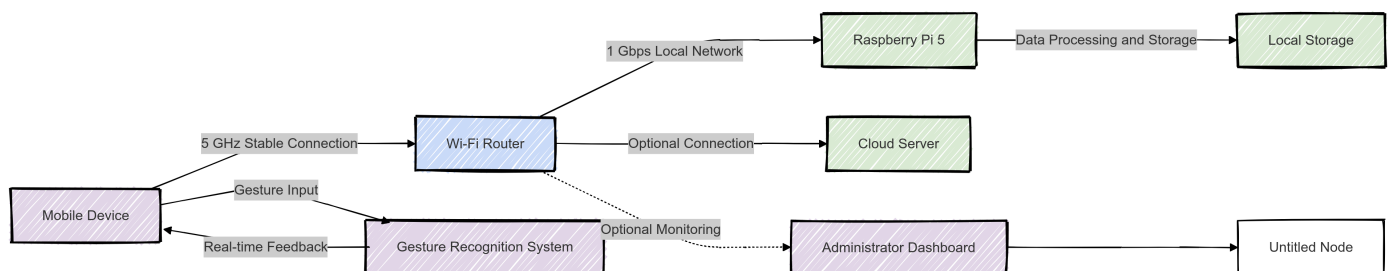 Raspberry Pi 5
Data Processing and Storage
Local Storage
1 Gbps Local Network
5 GHz Stable Connection
Wi-Fi Router
Optional Connection
Cloud Server
Gesture Input
Mobile Device
Optional Monitoring
Real-time Feedback
Gesture Recognition System
Administrator Dashboard
Untitled Node